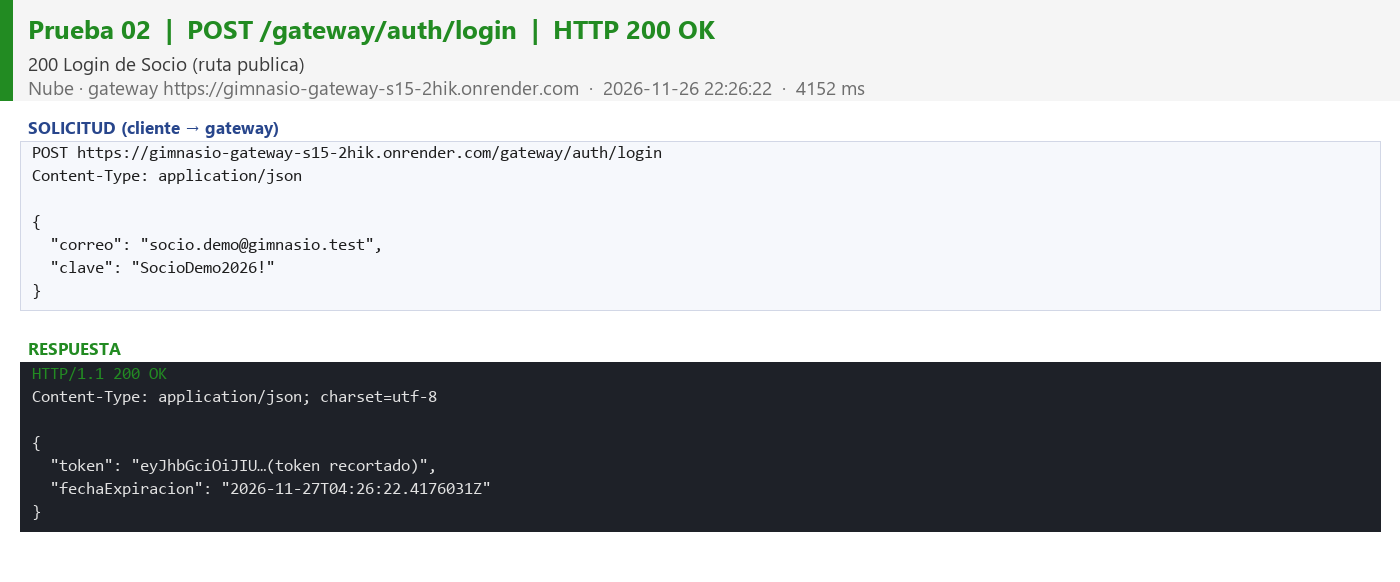 Prueba 02 | POST /gateway/auth/login | HTTP 200 OK
200 Login de Socio (ruta publica)
Nube · gateway https://gimnasio-gateway-s15-2hik.onrender.com · 2026-11-26 22:26:22 · 4152 ms
SOLICITUD (cliente → gateway)
POST https://gimnasio-gateway-s15-2hik.onrender.com/gateway/auth/login
Content-Type: application/json
{
  "correo": "socio.demo@gimnasio.test",
  "clave": "SocioDemo2026!"
}
RESPUESTA
HTTP/1.1 200 OK
Content-Type: application/json; charset=utf-8
{
  "token": "eyJhbGciOiJIU…(token recortado)",
  "fechaExpiracion": "2026-11-27T04:26:22.4176031Z"
}